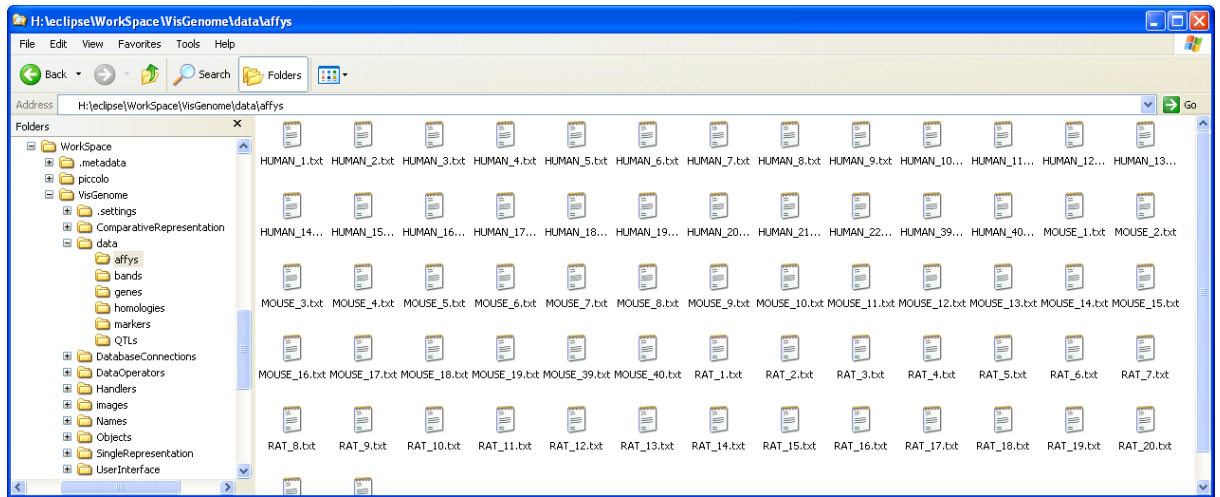 H:\eclipse\WorkSpace\VisGenome\data\affys
File Edit View Favorites Tools Help
Back Search Folders
Address H:\eclipse\WorkSpace\VisGenome\data\affys Go
Folders x
WorkSpace
.metadata
piccolo
VisGenome
.settings
ComparativeRepresentation
data
affys
bands
genes
homologies
markers
QTLs
DatabaseConnections
DataOperators
Handlers
images
Names
Objects
SingleRepresentation
UserInterface
HUMAN_1.txt HUMAN_2.txt HUMAN_3.txt HUMAN_4.txt HUMAN_5.txt HUMAN_6.txt HUMAN_7.txt HUMAN_8.txt HUMAN_9.txt HUMAN_10... HUMAN_11... HUMAN_12... HUMAN_13...
HUMAN_14... HUMAN_15... HUMAN_16... HUMAN_17... HUMAN_18... HUMAN_19... HUMAN_20... HUMAN_21... HUMAN_22... HUMAN_39... HUMAN_40... MOUSE_1.txt MOUSE_2.txt
MOUSE_3.txt MOUSE_4.txt MOUSE_5.txt MOUSE_6.txt MOUSE_7.txt MOUSE_8.txt MOUSE_9.txt MOUSE_10.txt MOUSE_11.txt MOUSE_12.txt MOUSE_13.txt MOUSE_14.txt MOUSE_15.txt
MOUSE_16.txt MOUSE_17.txt MOUSE_18.txt MOUSE_19.txt MOUSE_39.txt MOUSE_40.txt RAT_1.txt RAT_2.txt RAT_3.txt RAT_4.txt RAT_5.txt RAT_6.txt RAT_7.txt
RAT_8.txt RAT_9.txt RAT_10.txt RAT_11.txt RAT_12.txt RAT_13.txt RAT_14.txt RAT_15.txt RAT_16.txt RAT_17.txt RAT_18.txt RAT_19.txt RAT_20.txt